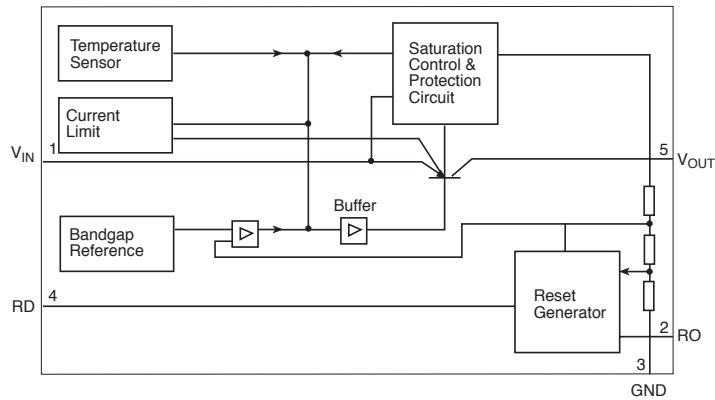 Temperature
Sensor
Saturation
Control &
Protection
Circuit
Current
Limit
VIN
1
5
VOUT
Buffer
Bandgap
Reference
4
RD
Reset
Generator
2
RO
3
GND